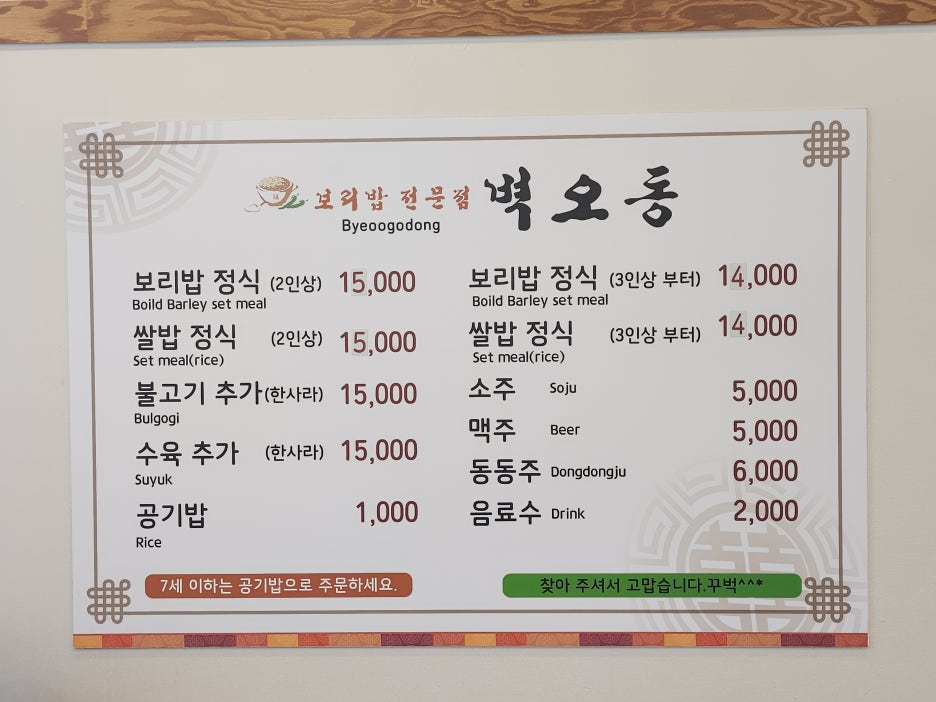 보리밥 전문점 벽오동
Byeoogodong
보리밥 정식 (2인상) 15,000
Boild Barley set meal
쌀밥 정식 (2인상) 15,000
Set meal(rice)
불고기 추가(한사라) 15,000
Bulgogi
수육 추가 (한사라) 15,000
Suyuk
공기밥 1,000
Rice
7세 이하는 공기밥으로 주문하세요.
보리밥 정식 (3인상 부터) 14,000
Boild Barley set meal
쌀밥 정식 (3인상 부터) 14,000
Set meal(rice)
소주 Soju 5,000
맥주 Beer 5,000
동동주 Dongdongju 6,000
음료수 Drink 2,000
찾아 주셔서 고맙습니다.꾸벅^^*